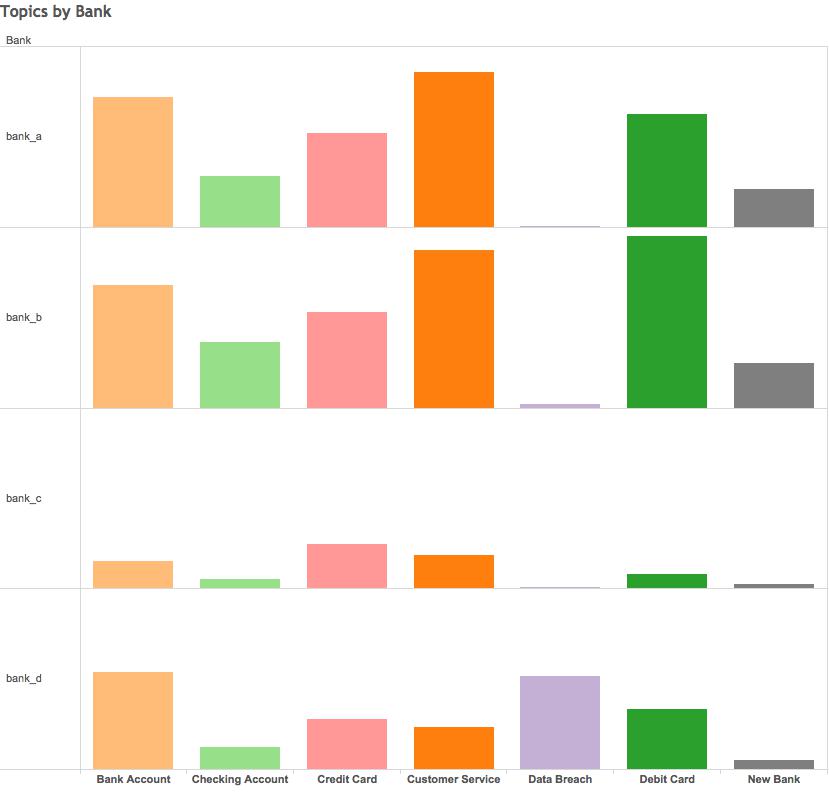 Topics by Bank
Bank
bank_a
bank_b
bank_c
bank_d
Bank Account Checking Account Credit Card Customer Service Data Breach Debit Card New Bank